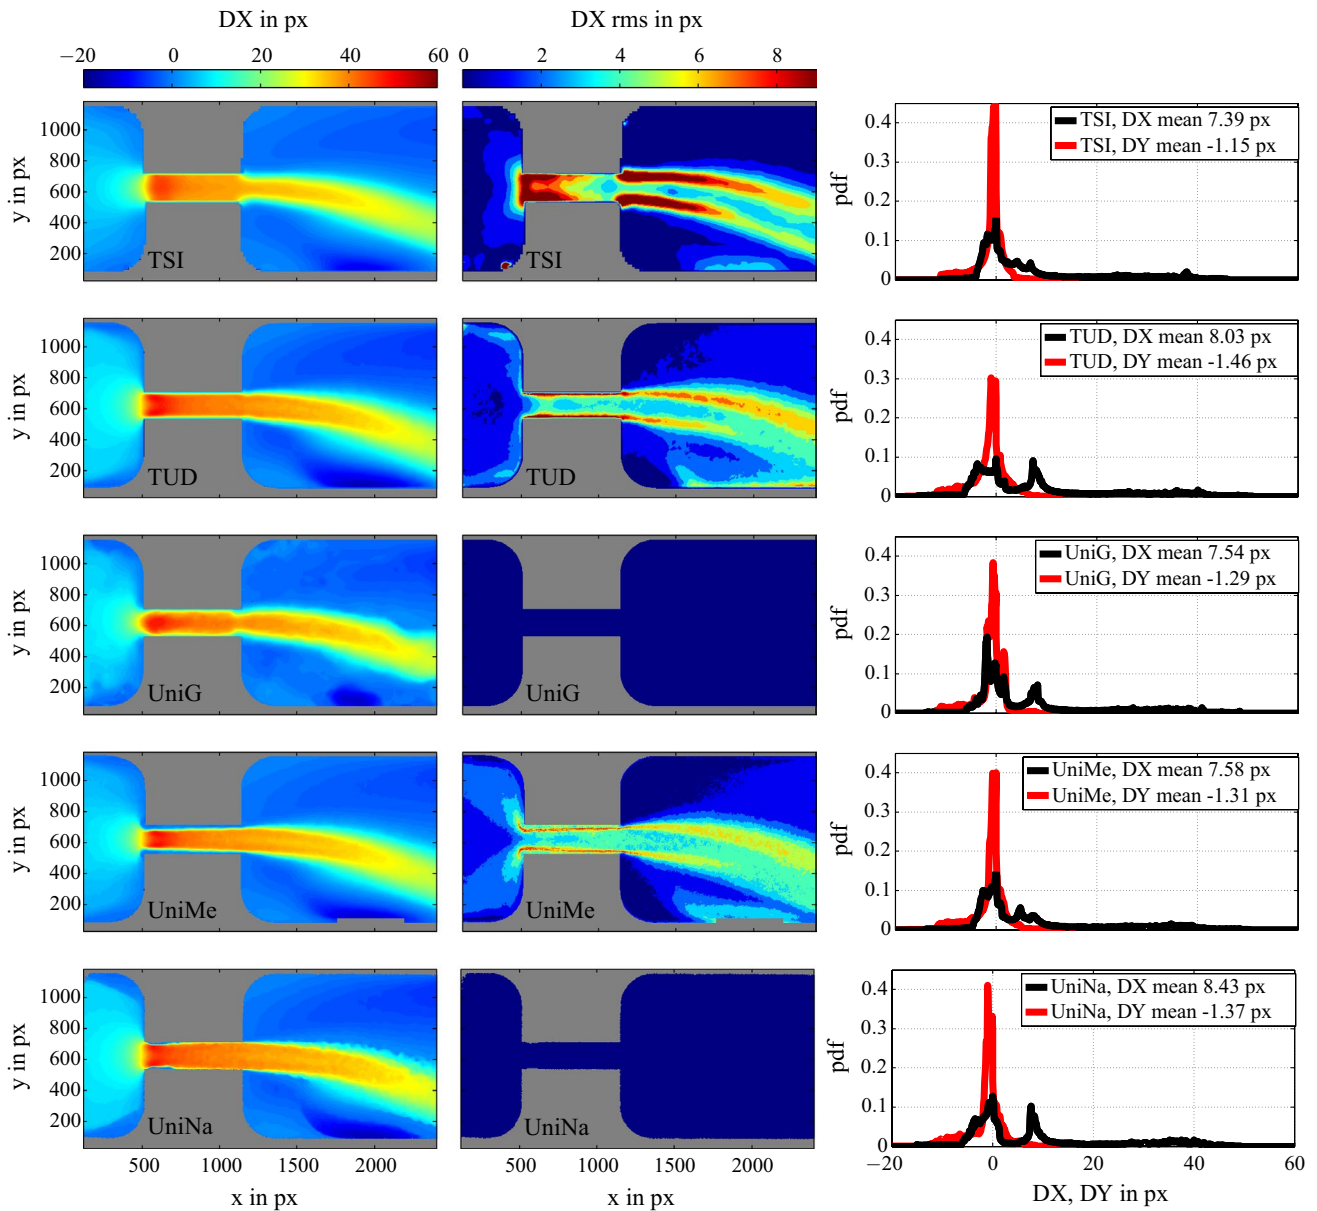 DX in px
DX rms in px
−20 0 20 40 60
0 2 4 6 8
1000
800
600
400
200
y in px
TSI
TSI
0.4
0.3
0.2
0.1
0
pdf
TSI, DX mean 7.39 px
TSI, DY mean -1.15 px
1000
800
600
400
200
y in px
TUD
TUD
0.4
0.3
0.2
0.1
0
pdf
TUD, DX mean 8.03 px
TUD, DY mean -1.46 px
1000
800
600
400
200
y in px
UniG
UniG
0.4
0.3
0.2
0.1
0
pdf
UniG, DX mean 7.54 px
UniG, DY mean -1.29 px
1000
800
600
400
200
y in px
UniMe
UniMe
0.4
0.3
0.2
0.1
0
pdf
UniMe, DX mean 7.58 px
UniMe, DY mean -1.31 px
1000
800
600
400
200
y in px
UniNa
UniNa
0.4
0.3
0.2
0.1
0
pdf
UniNa, DX mean 8.43 px
UniNa, DY mean -1.37 px
500 1000 1500 2000
500 1000 1500 2000
−20 0 20 40 60
x in px
x in px
DX, DY in px